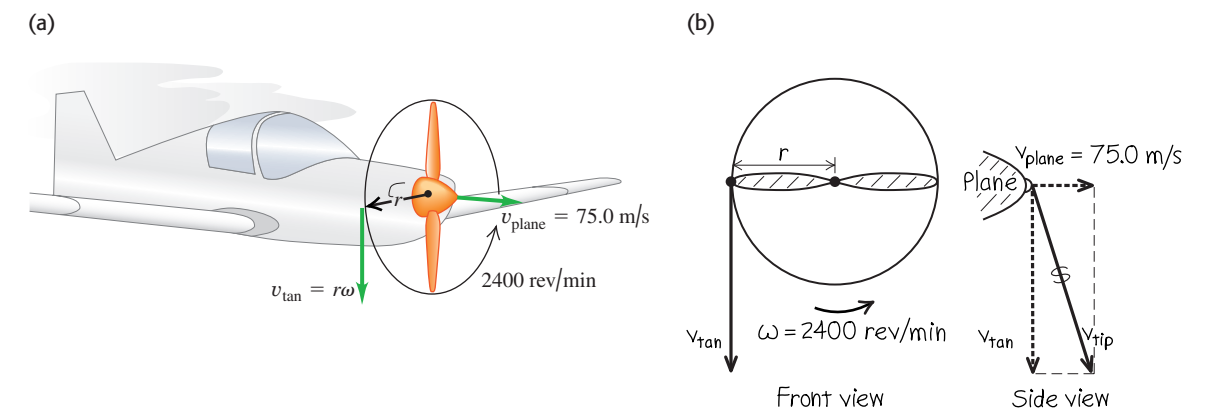 (a)
r
v_plane = 75.0 m/s
2400 rev/min
v_tan = rω
(b)
r
v_tan
ω = 2400 rev/min
Front view
v_plane = 75.0 m/s
Plane
v_tan
v_tip
Side view